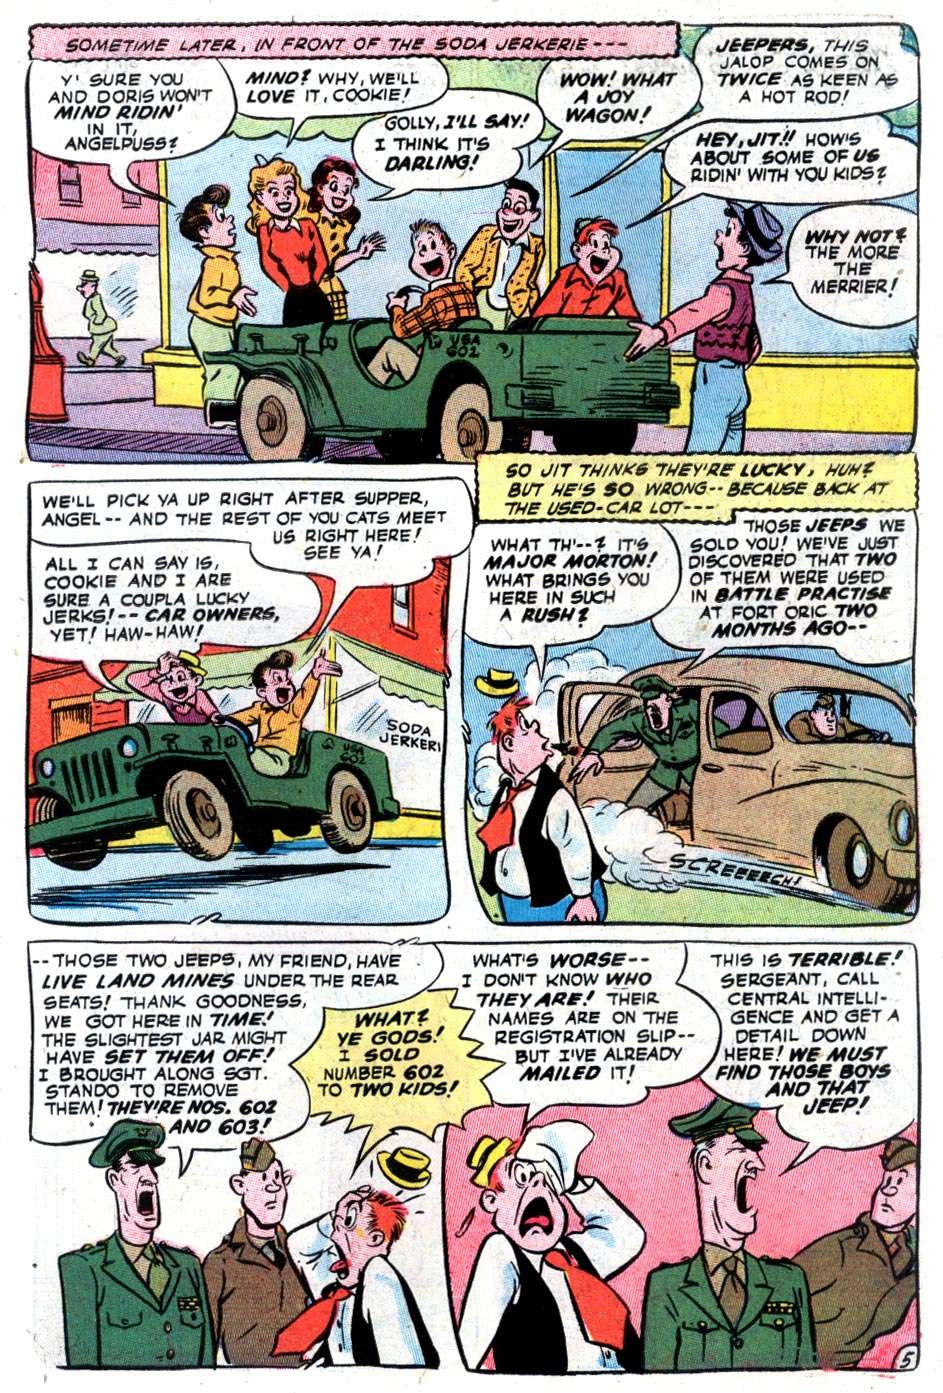 SOMETIME LATER, IN FRONT OF THE SODA JERKERIE---
Y' SURE YOU
AND DORIS WON'T
MIND RIDIN'
IN IT,
ANGELPUSS?
MIND? WHY, WE'LL
LOVE IT, COOKIE!
GOLLY, I'LL SAY!
I THINK IT'S
DARLING!
WOW! WHAT
A JOY
WAGON!
JEEPERS, THIS
JALOP COMES ON
TWICE AS KEEN AS
A HOT ROD!
HEY, JIT!! HOW'S
ABOUT SOME OF US
RIDIN' WITH YOU KIDS?
WHY NOT?
THE MORE
THE
MERRIER!
USA
602
WE'LL PICK YA UP RIGHT AFTER SUPPER,
ANGEL-- AND THE REST OF YOU CATS MEET
US RIGHT HERE!
SEE YA!
ALL I CAN SAY IS,
COOKIE AND I ARE
SURE A COUPLA LUCKY
JERKS!-- CAR OWNERS,
YET! HAW-HAW!
SODA
JERKERI
USA
602
SO JIT THINKS THEY'RE LUCKY, HUH?
BUT HE'S SO WRONG-- BECAUSE BACK AT
THE USED-CAR LOT---
WHAT TH'--? IT'S
MAJOR MORTON!
WHAT BRINGS YOU
HERE IN SUCH
A RUSH?
THOSE JEEPS WE
SOLD YOU! WE'VE JUST
DISCOVERED THAT TWO
OF THEM WERE USED
IN BATTLE PRACTISE
AT FORT ORIC TWO
MONTHS AGO--
SCREEEECH!
--THOSE TWO JEEPS, MY FRIEND, HAVE
LIVE LAND MINES UNDER THE REAR
SEATS! THANK GOODNESS,
WE GOT HERE IN TIME!
THE SLIGHTEST JAR MIGHT
HAVE SET THEM OFF!
I BROUGHT ALONG SGT.
STANDO TO REMOVE
THEM! THEY'RE NOS. 602
AND 603!
WHAT?
YE GODS!
I SOLD
NUMBER 602
TO TWO KIDS!
WHAT'S WORSE--
I DON'T KNOW WHO
THEY ARE! THEIR
NAMES ARE ON THE
REGISTRATION SLIP--
BUT I'VE ALREADY
MAILED IT!
THIS IS TERRIBLE!
SERGEANT, CALL
CENTRAL INTELLI-
GENCE AND GET A
DETAIL DOWN
HERE! WE MUST
FIND THOSE BOYS
AND THAT
JEEP!
5